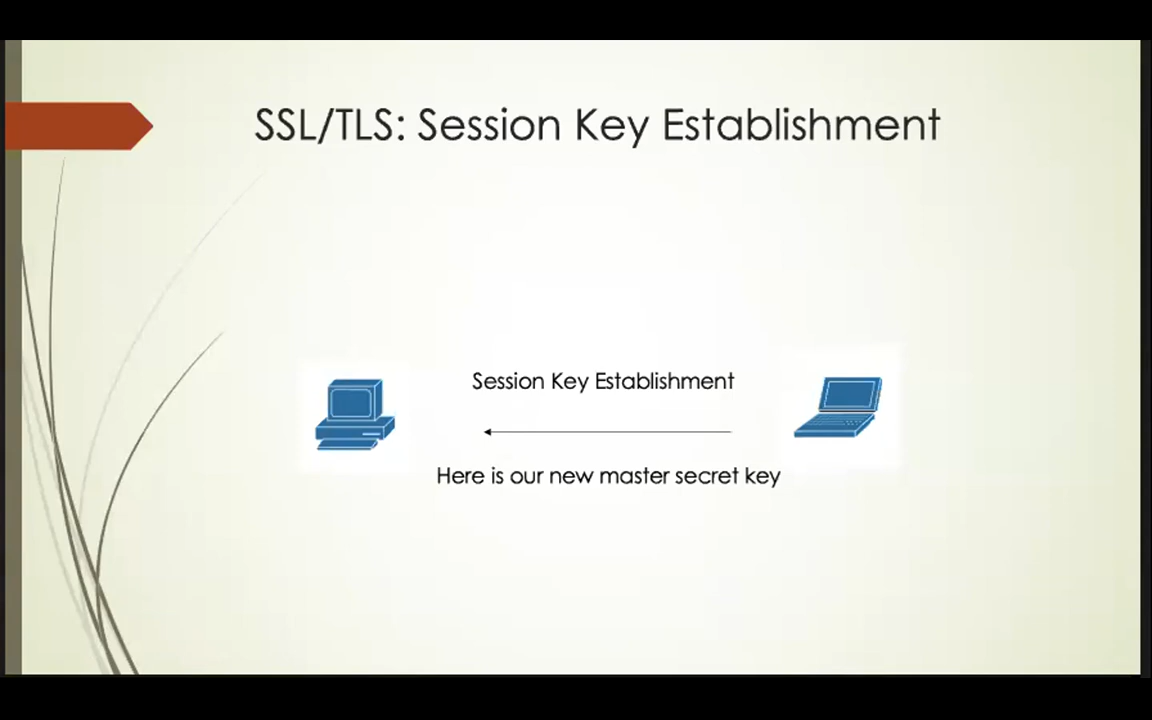 SSL/TLS: Session Key Establishment
Session Key Establishment
Here is our new master secret key